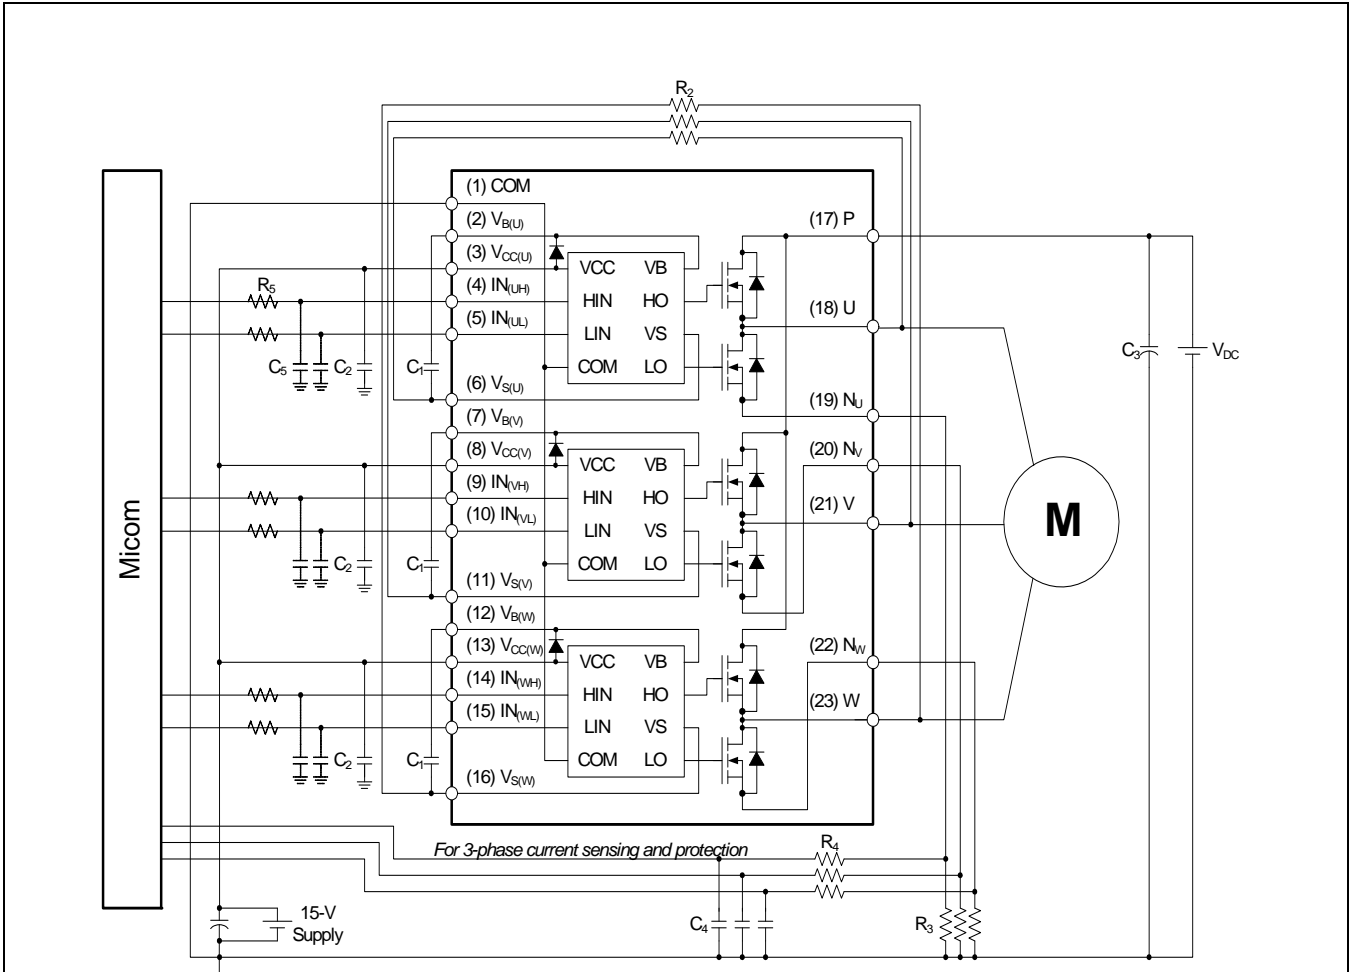 R2
(1) COM
(2) VB(U)
(17) P
(3) VCC(U)
VCC VB
R5
(4) IN(UH)
HIN HO
(18) U
(5) IN(UL)
LIN VS
C5 C2 C1
COM LO
C3 VDC
(6) VS(U)
(19) NU
(7) VB(V)
(8) VCC(V)
(20) NV
VCC VB
(9) IN(VH)
HIN HO
(21) V
(10) IN(VL)
LIN VS
M
Micom
C2 C1
COM LO
(11) VS(V)
(12) VB(W)
(13) VCC(W)
(22) NW
VCC VB
(14) IN(WH)
HIN HO
(23) W
(15) IN(WL)
LIN VS
C2 C1
COM LO
(16) VS(W)
For 3-phase current sensing and protection
R4
15-V
Supply
C4
R3